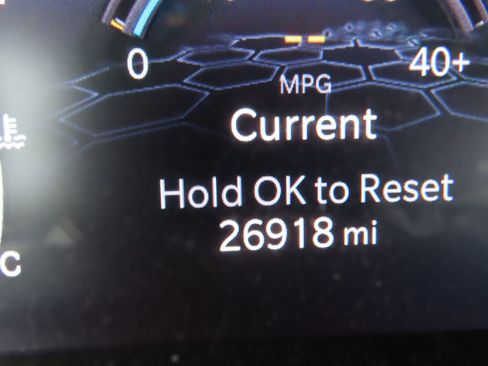 0 40+
MPG
Current
Hold OK to Reset
26918 mi
C